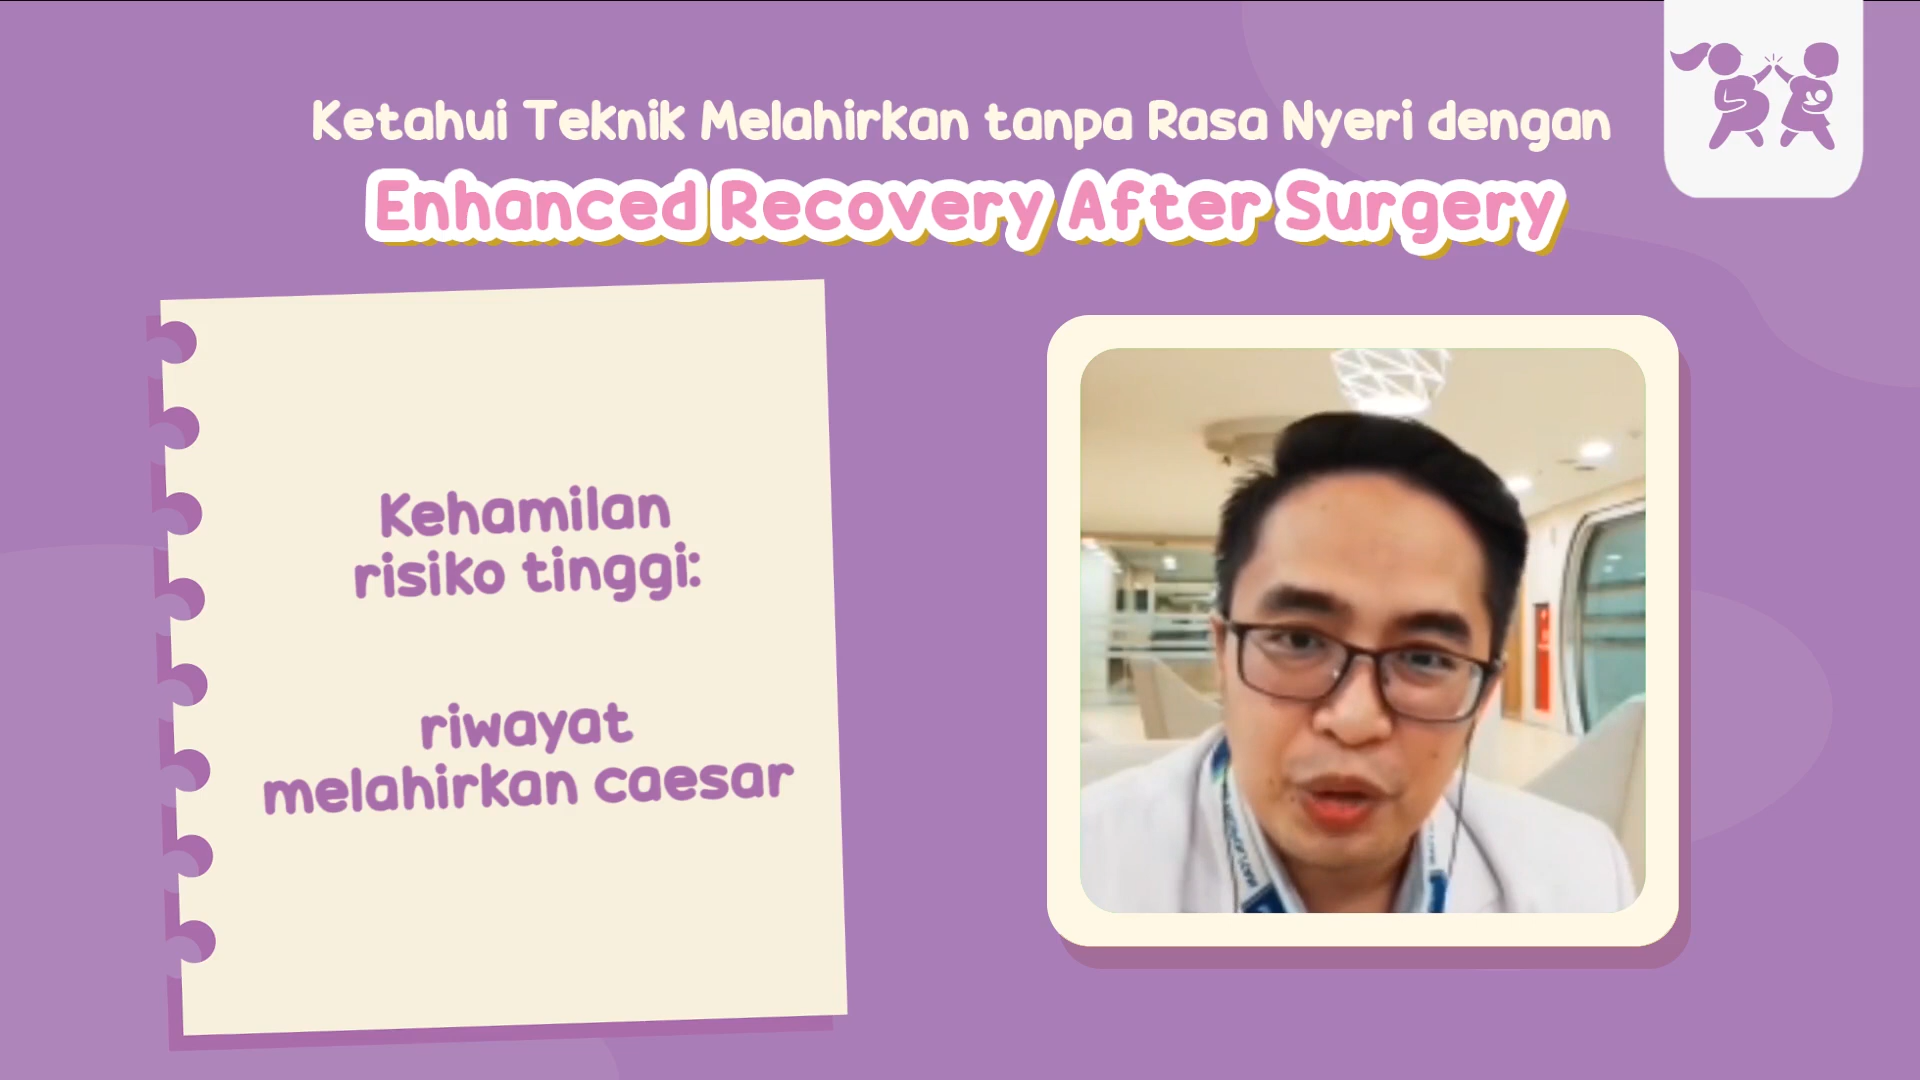 Ketahui Teknik Melahirkan tanpa Rasa Nyeri dengan
Enhanced Recovery After Surgery
Kehamilan
risiko tinggi:
riwayat
melahirkan caesar